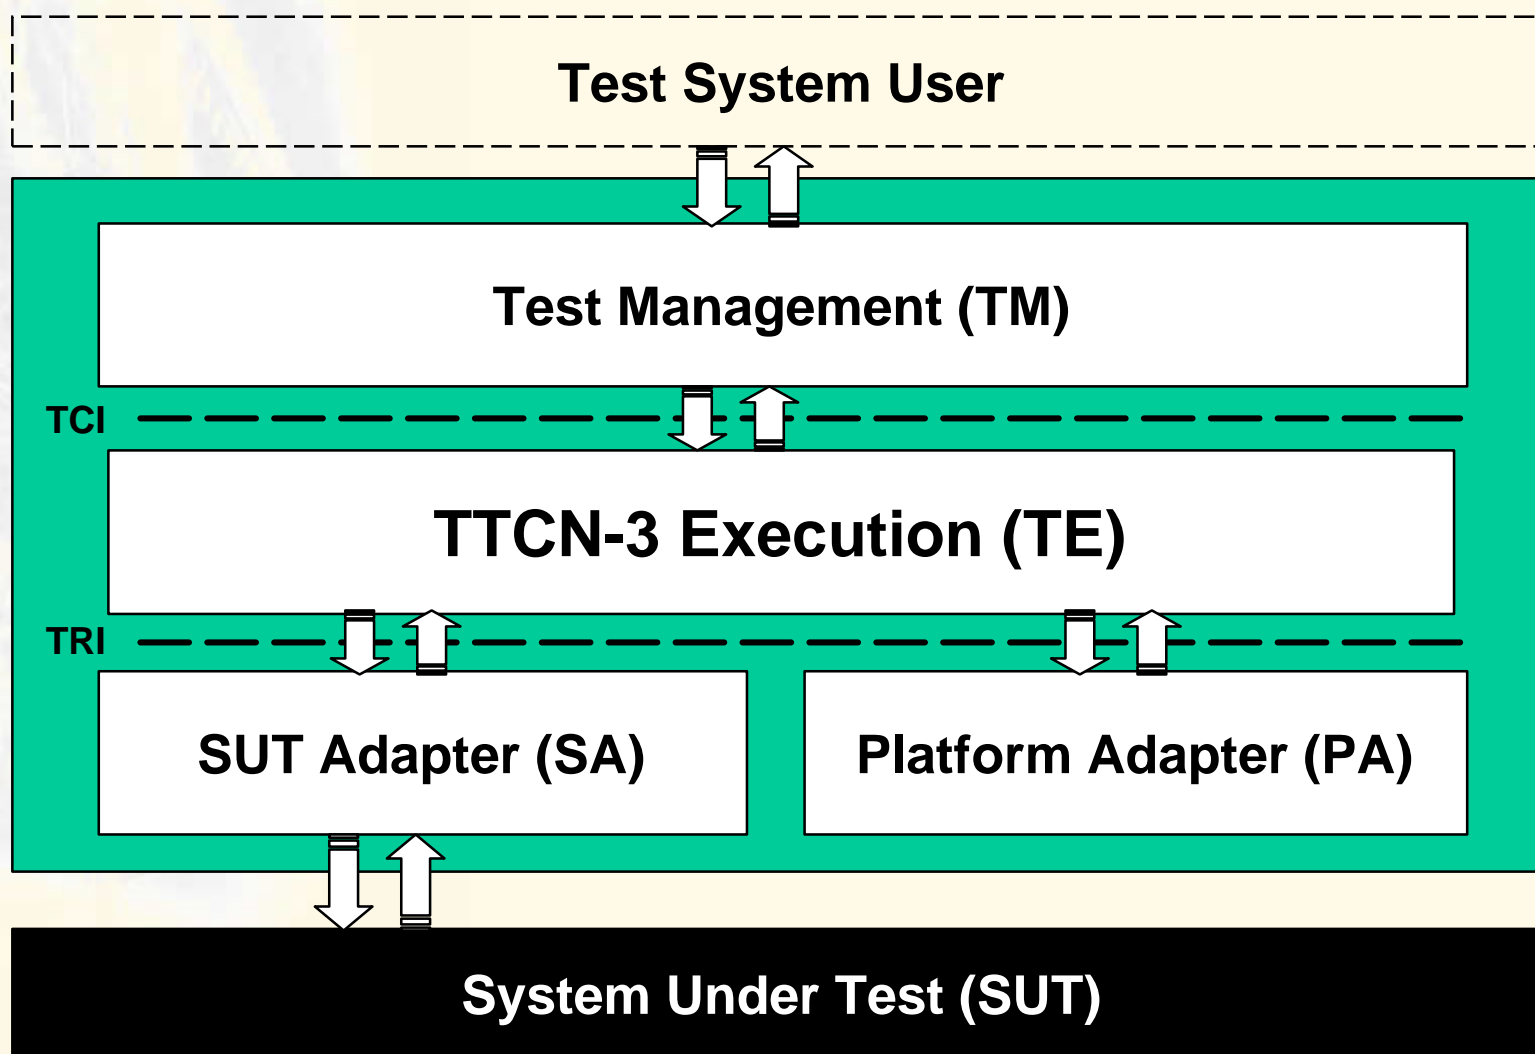 Test System User
Test Management (TM)
TCI
TTCN-3 Execution (TE)
TRI
SUT Adapter (SA)
Platform Adapter (PA)
System Under Test (SUT)